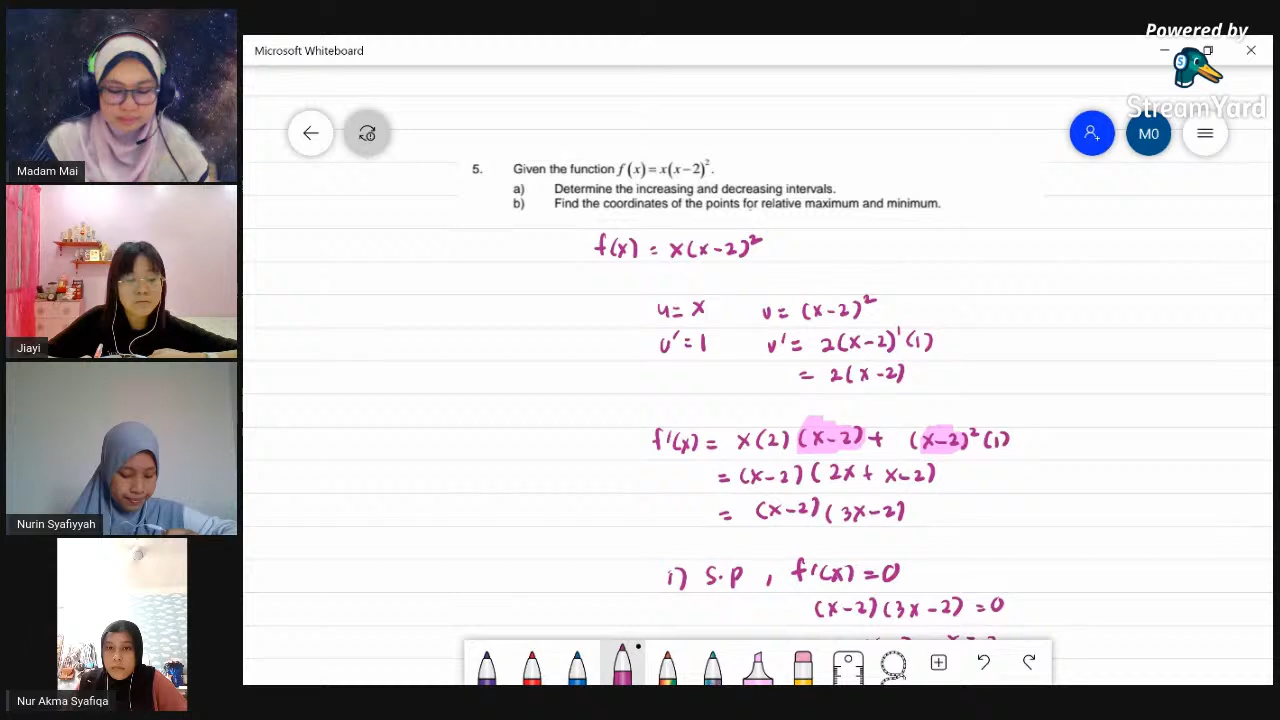 Powered by
StreamYard
Microsoft Whiteboard
M0
5. Given the function f(x)=x(x−2)².
a) Determine the increasing and decreasing intervals.
b) Find the coordinates of the points for relative maximum and minimum.
f(x) = x(x-2)²
u = x v = (x-2)²
u' = 1 v' = 2(x-2)¹(1)
= 2(x-2)
f'(x) = x(2)(x-2) + (x-2)²(1)
= (x-2)(2x + x-2)
= (x-2)(3x-2)
i) S.P , f'(x) = 0
(x-2)(3x-2) = 0
Madam Mai
Jiayi
Nurin Syafiyyah
Nur Akma Syafiqa